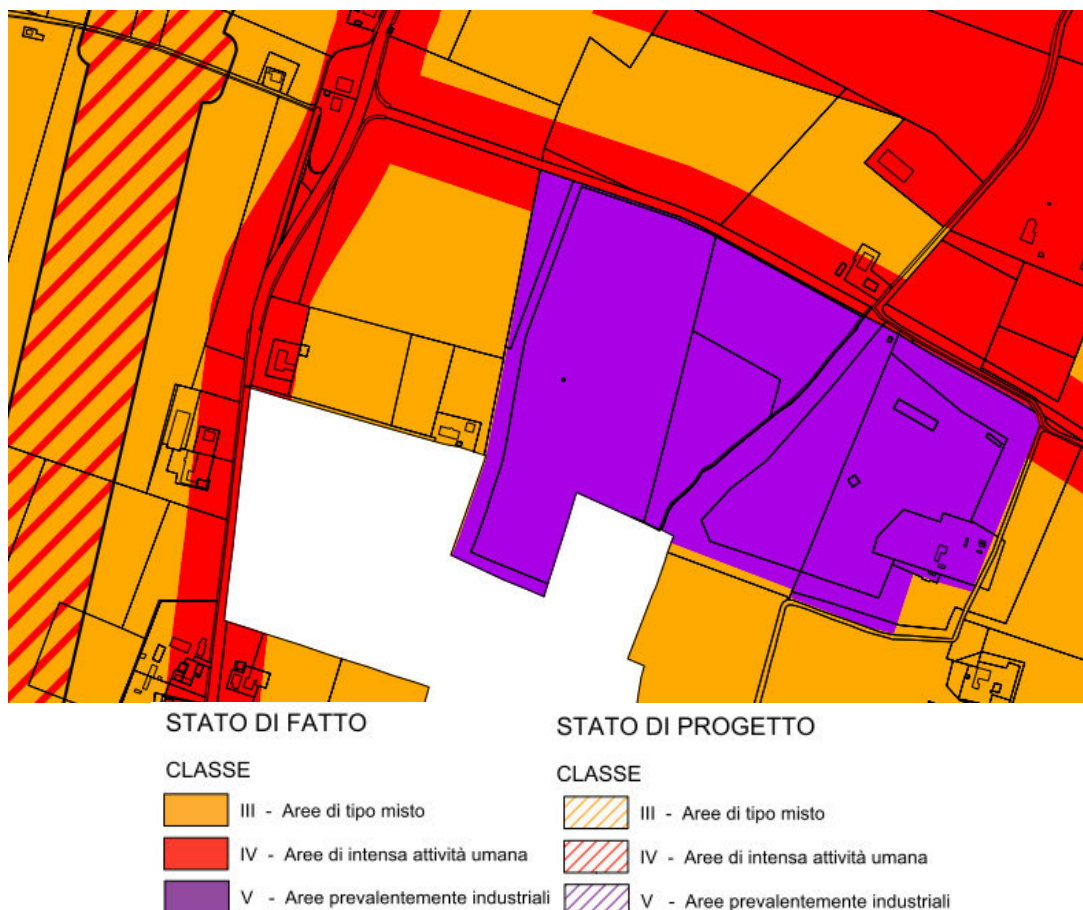 STATO DI FATTO
CLASSE
III - Aree di tipo misto
IV - Aree di intensa attività umana
V - Aree prevalentemente industriali
STATO DI PROGETTO
CLASSE
III - Aree di tipo misto
IV - Aree di intensa attività umana
V - Aree prevalentemente industriali